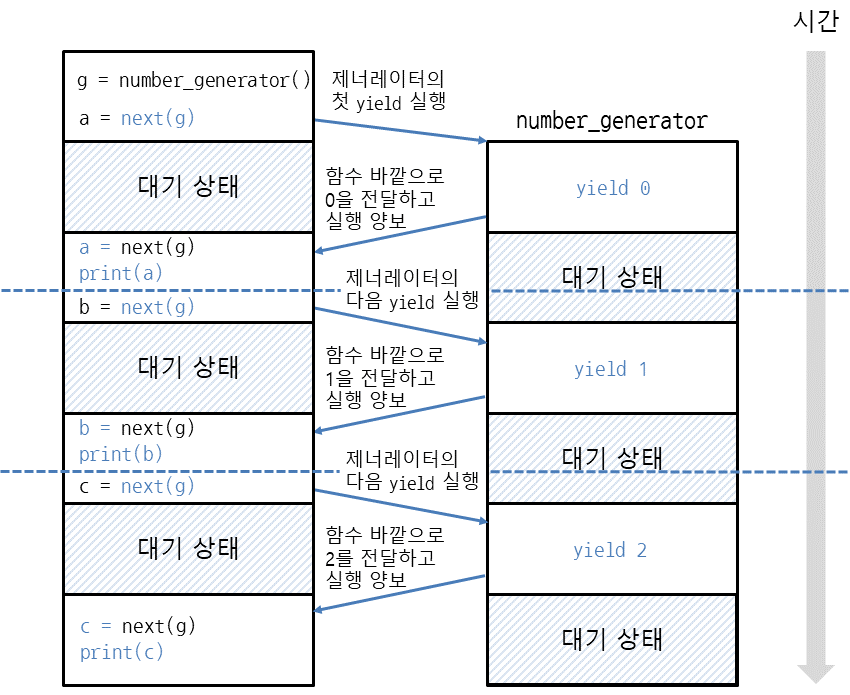 시간
g = number_generator()
a = next(g)
제너레이터의
첫 yield 실행
number_generator
대기 상태
함수 바깥으로
0을 전달하고
실행 양보
yield 0
a = next(g)
print(a)
대기 상태
제너레이터의
다음 yield 실행
b = next(g)
대기 상태
함수 바깥으로
1을 전달하고
실행 양보
yield 1
b = next(g)
print(b)
대기 상태
제너레이터의
다음 yield 실행
c = next(g)
대기 상태
함수 바깥으로
2를 전달하고
실행 양보
yield 2
c = next(g)
print(c)
대기 상태